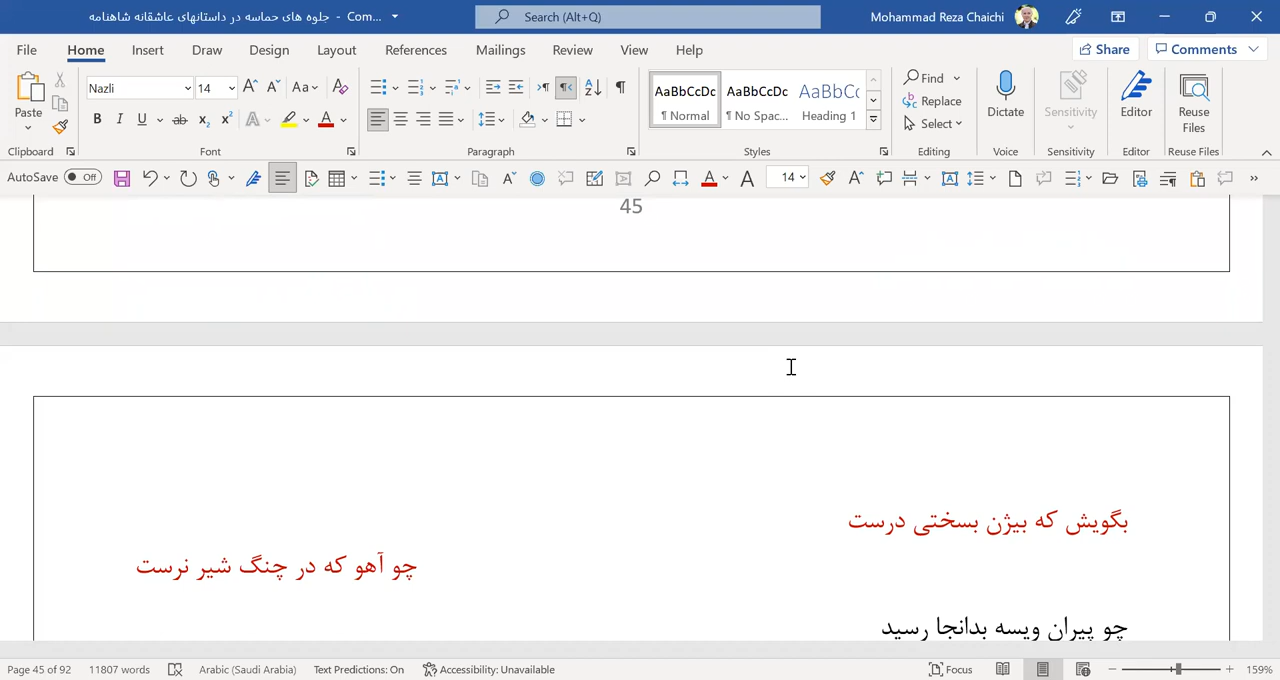 جلوه های حماسه در داستانهای عاشقانه شاهنامه - Com...
Search (Alt+Q)
Mohammad Reza Chaichi
File Home Insert Draw Design Layout References Mailings Review View Help
Share Comments
Paste
Nazli 14
AaBbCcDc AaBbCcDc AaBbCc
¶ Normal ¶ No Spac... Heading 1
Find
Replace
Select
Dictate
Sensitivity
Editor
Reuse Files
Clipboard Font Paragraph Styles Editing Voice Sensitivity Editor Reuse Files
AutoSave Off
14
45
بگویش که بیژن بسختی درست
چو آهو که در چنگ شیر نرست
چو پیران ویسه بدانجا رسید
Page 45 of 92 11807 words Arabic (Saudi Arabia) Text Predictions: On Accessibility: Unavailable Focus 159%